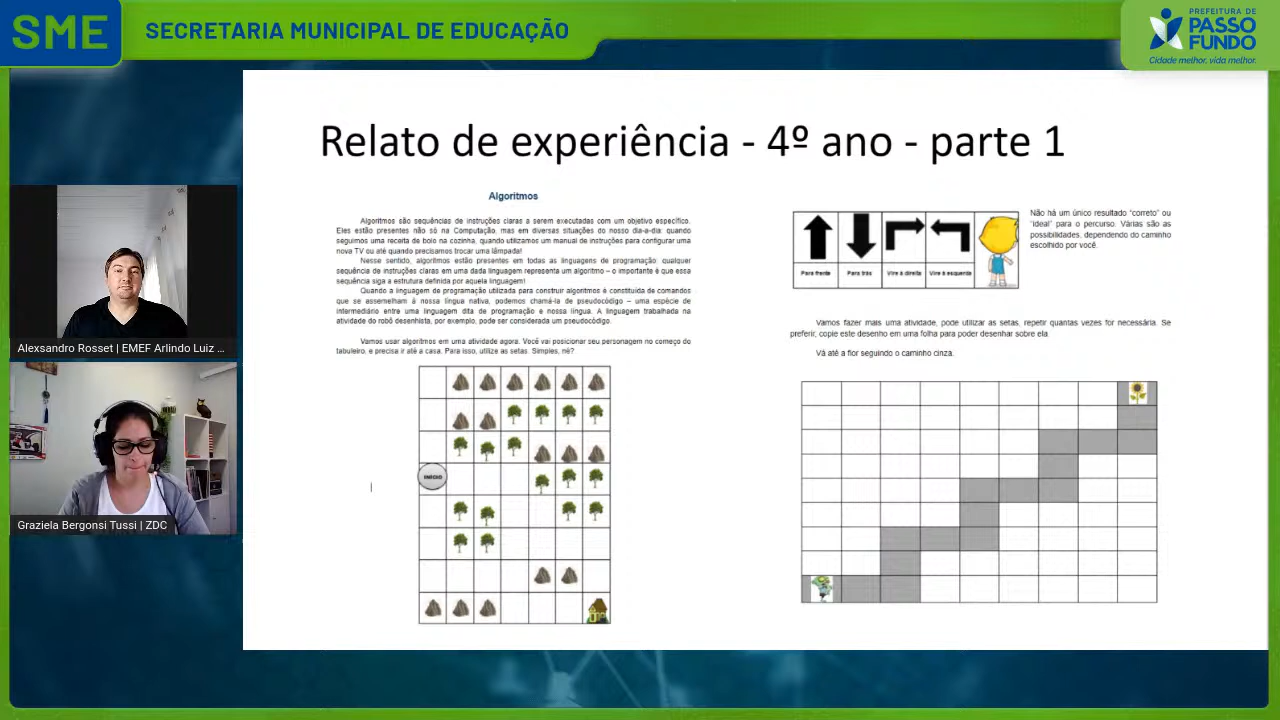 SME
SECRETARIA MUNICIPAL DE EDUCAÇÃO
PREFEITURA DE
PASSO
FUNDO
Cidade melhor, vida melhor.
Relato de experiência - 4º ano - parte 1
Algoritmos
Algoritmos são sequências de instruções claras a serem executadas com um objetivo específico.
Eles estão presentes não só na Computação, mas em diversas situações do nosso dia-a-dia: quando
seguimos uma receita de bolo na cozinha, quando utilizamos um manual de instruções para configurar uma
nova TV ou até quando precisamos trocar uma lâmpada!
Nesse sentido, algoritmos estão presentes em todas as linguagens de programação: qualquer
sequência de instruções claras em uma dada linguagem representa um algoritmo – o importante é que essa
sequência siga a estrutura definida por aquela linguagem!
Quando a linguagem de programação utilizada para construir algoritmos é constituída de comandos
que se assemelham à nossa língua nativa, podemos chamá-la de pseudocódigo – uma espécie de
intermediário entre uma linguagem dita de programação e nossa língua. A linguagem trabalhada na
atividade do robô desenhista, por exemplo, pode ser considerada um pseudocódigo.
Vamos usar algoritmos em uma atividade agora. Você vai posicionar seu personagem no começo do
tabuleiro, e precisa ir até a casa. Para isso, utilize as setas. Simples, né?
INÍCIO
Para frente
Para trás
Vire à direita
Vire à esquerda
Não há um único resultado "correto" ou
"ideal" para o percurso. Várias são as
possibilidades, dependendo do caminho
escolhido por você.
Vamos fazer mais uma atividade, pode utilizar as setas, repetir quantas vezes for necessária. Se
preferir, copie este desenho em uma folha para poder desenhar sobre ela.
Vá até a flor seguindo o caminho cinza.
Alexsandro Rosset | EMEF Arlindo Luiz ...
Graziela Bergonsi Tussi | ZDC